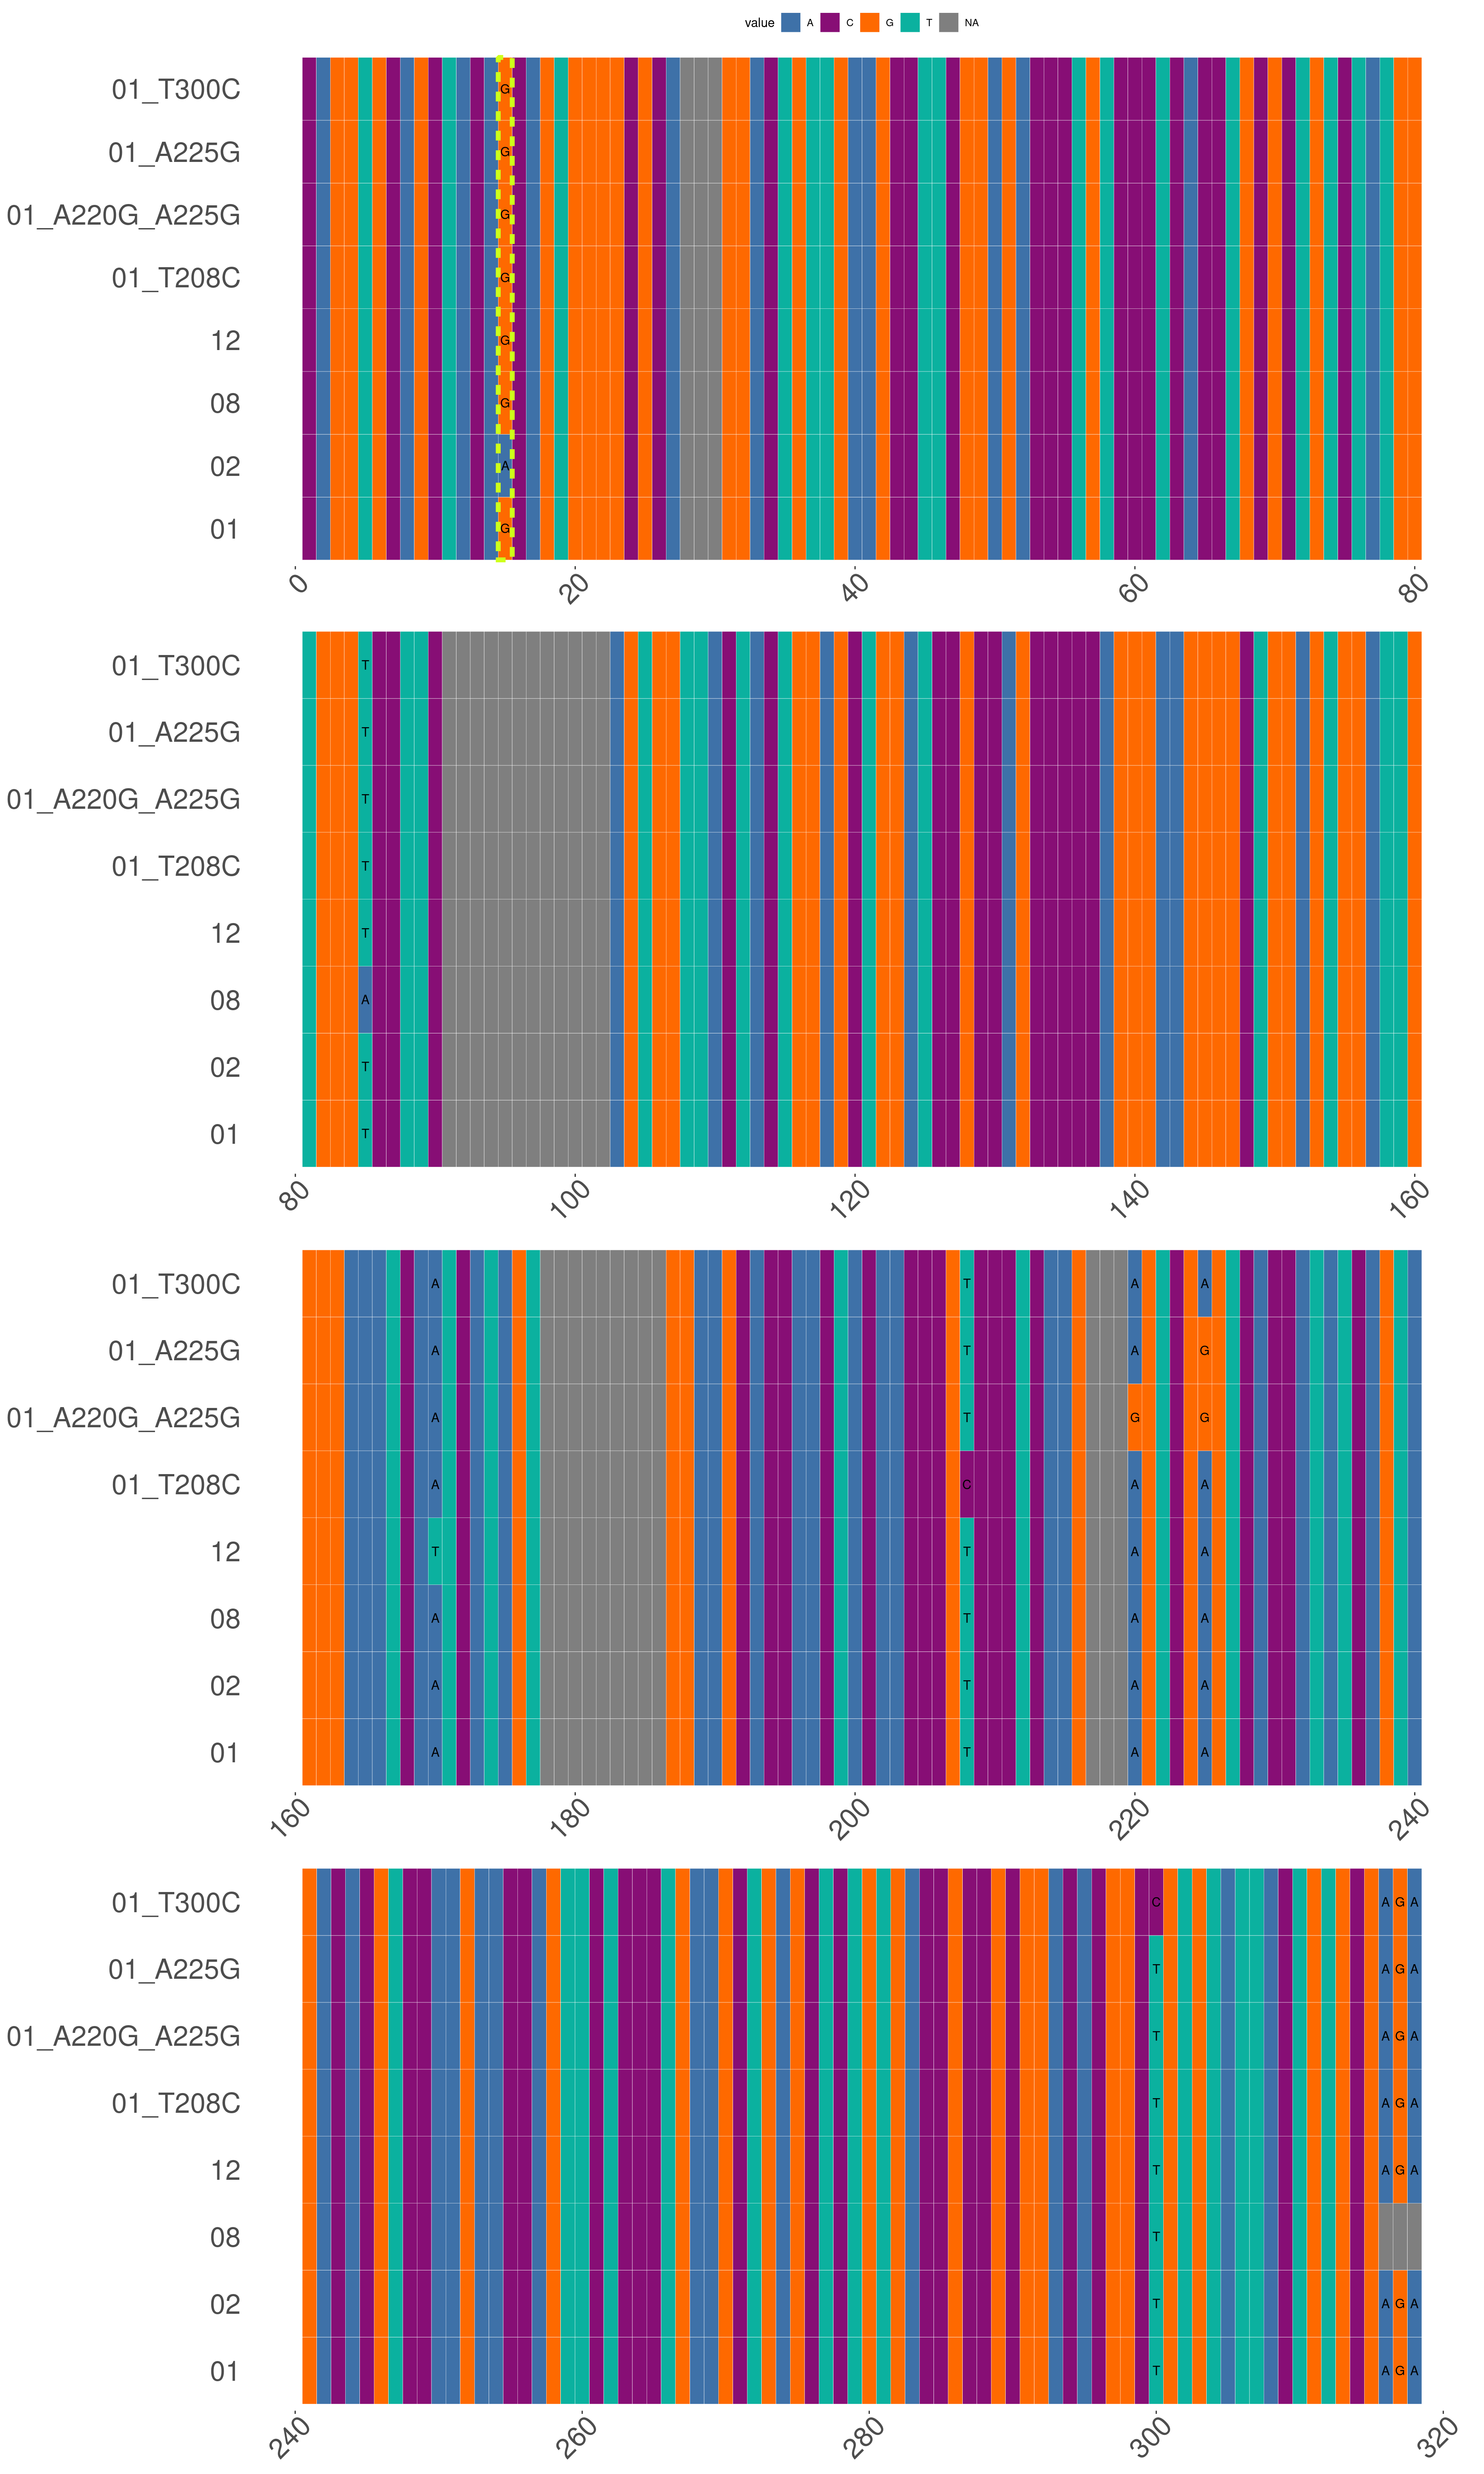 value A C G T NA
01_T300C G
01_A225G G
01_A220G_A225G G
01_T208C G
12 G
08 G
02 A
01 G
0 20 40 60 80
01_T300C T
01_A225G T
01_A220G_A225G T
01_T208C T
12 T
08 A
02 T
01 T
80 100 120 140 160
01_T300C A T A A
01_A225G A T A G
01_A220G_A225G A T G G
01_T208C A C A A
12 T T A A
08 A T A A
02 A T A A
01 A T A A
160 180 200 220 240
01_T300C C A G A
01_A225G T A G A
01_A220G_A225G T A G A
01_T208C T A G A
12 T A G A
08 T
02 T A G A
01 T A G A
240 260 280 300 320